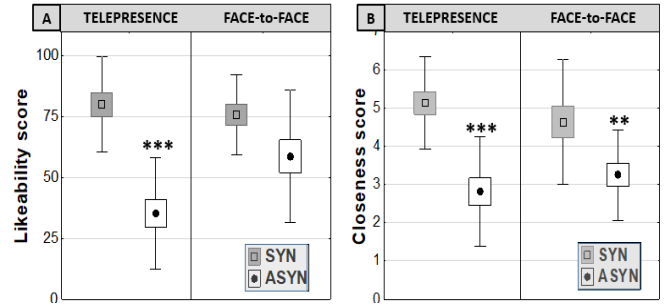 A TELEPRESENCE FACE-to-FACE
Likeability score
100
75
50
25
0
***
SYN
ASYN
B TELEPRESENCE FACE-to-FACE
Closeness score
7
6
5
4
3
2
1
0
***
**
SYN
ASYN